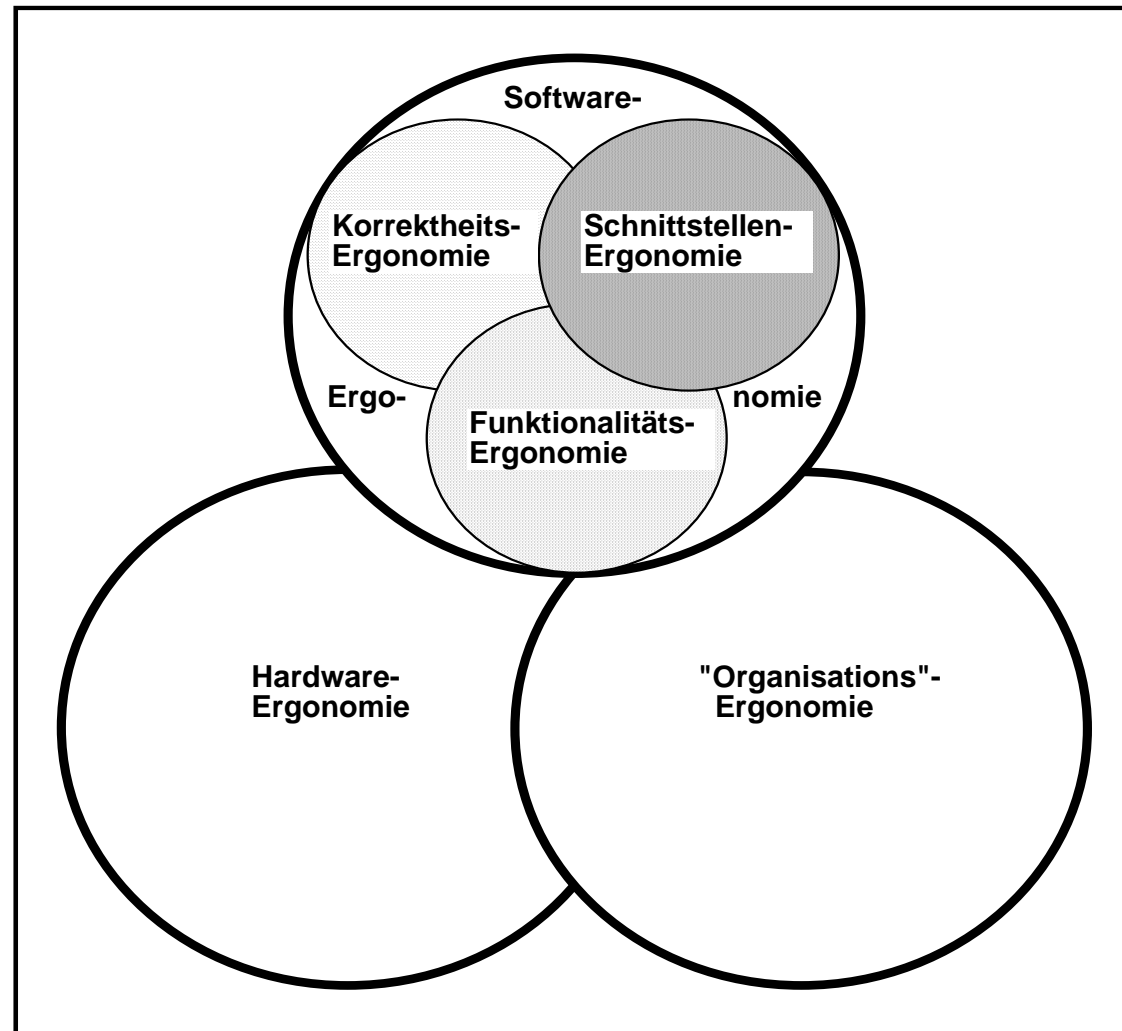 Software-
Korrektheits-
Ergonomie
Schnittstellen-
Ergonomie
Ergo-
nomie
Funktionalitäts-
Ergonomie
Hardware-
Ergonomie
"Organisations"-
Ergonomie